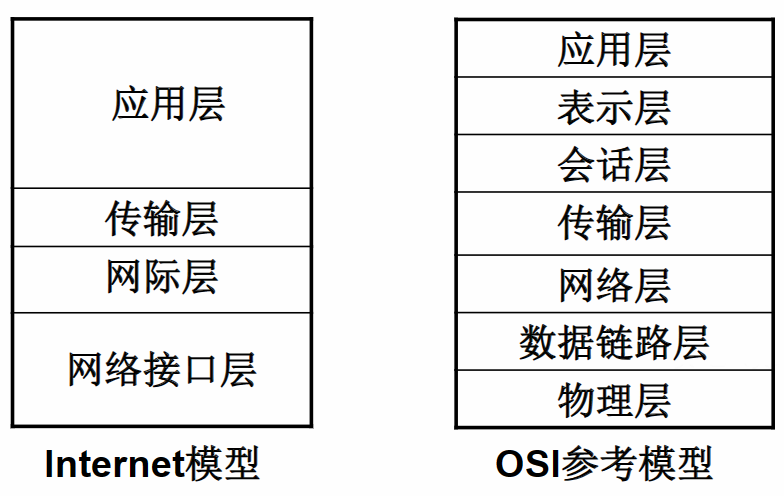 应用层
传输层
网际层
网络接口层
Internet模型
应用层
表示层
会话层
传输层
网络层
数据链路层
物理层
OSI参考模型